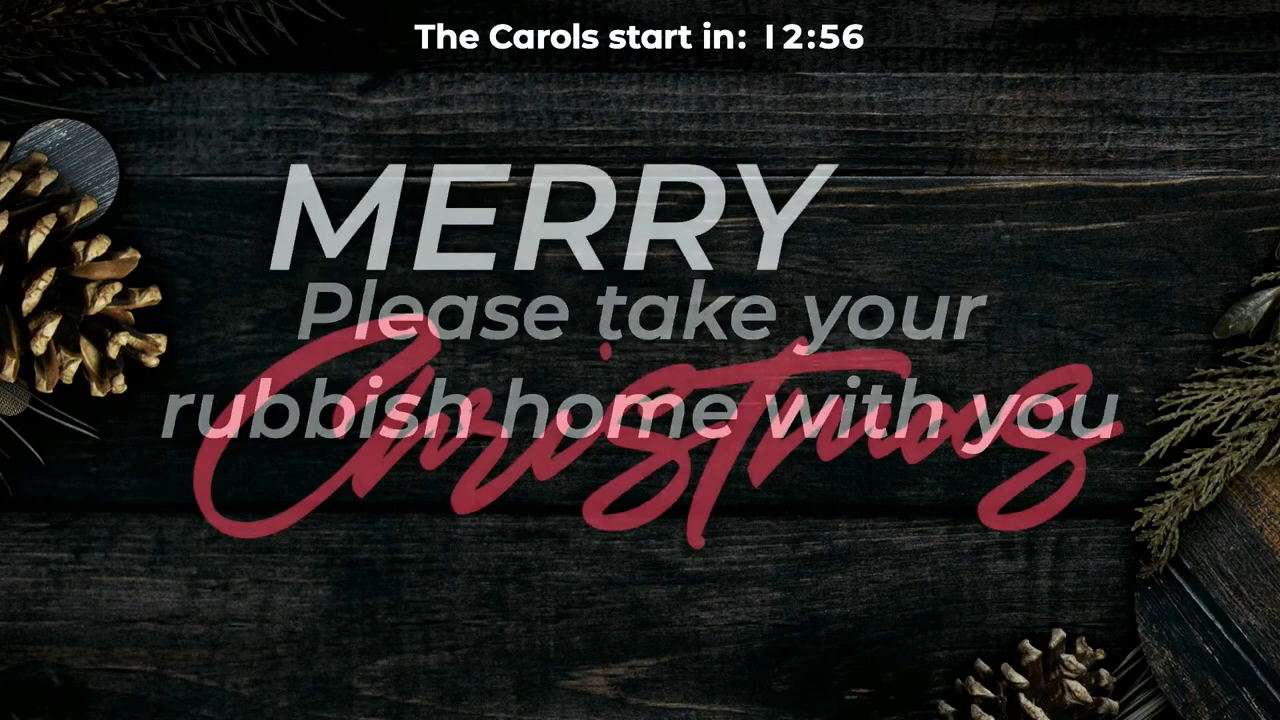 The Carols start in: 12:56
MERRY
Please take your
Christmas
rubbish home with you